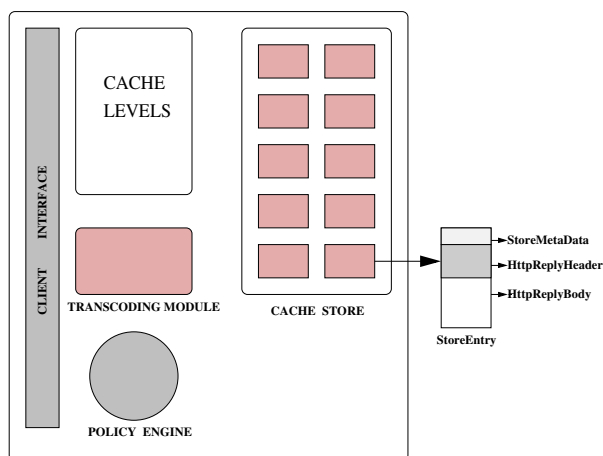 CACHE
LEVELS
CLIENT INTERFACE
TRANSCODING MODULE
POLICY ENGINE
CACHE STORE
StoreMetaData
HttpReplyHeader
HttpReplyBody
StoreEntry